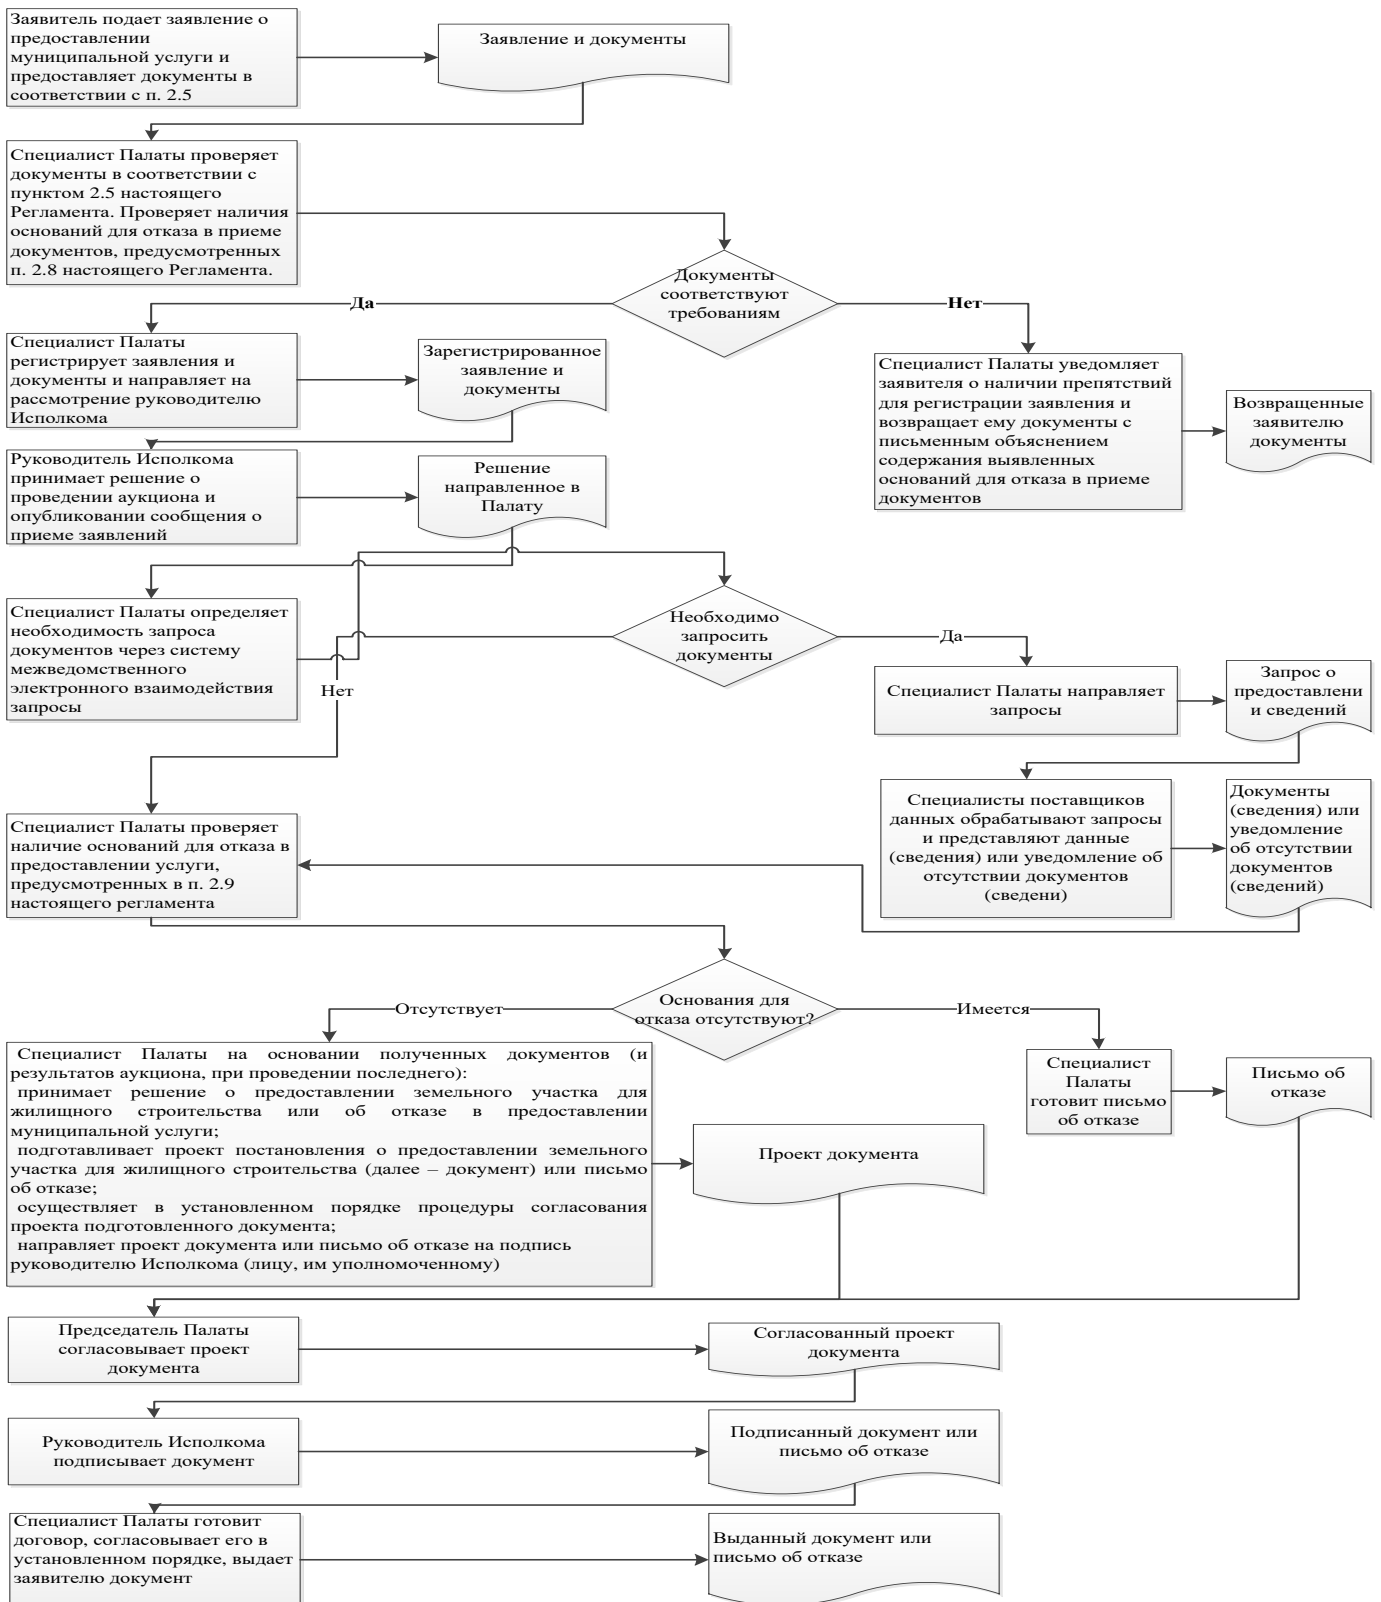 Заявитель подает заявление о
предоставлении
муниципальной услуги и
предоставляет документы в
соответствии с п. 2.5
Заявление и документы
Специалист Палаты проверяет
документы в соответствии с
пунктом 2.5 настоящего
Регламента. Проверяет наличия
оснований для отказа в приеме
документов, предусмотренных
п. 2.8 настоящего Регламента.
Документы
соответствуют
требованиям
Да
Нет
Специалист Палаты
регистрирует заявления и
документы и направляет на
рассмотрение руководителю
Исполкома
Зарегистрированное
заявление и
документы
Специалист Палаты уведомляет
заявителя о наличии препятствий
для регистрации заявления и
возвращает ему документы с
письменным объяснением
содержания выявленных
оснований для отказа в приеме
документов
Возвращенные
заявителю
документы
Руководитель Исполкома
принимает решение о
проведении аукциона и
опубликовании сообщения о
приеме заявлений
Решение
направленное в
Палату
Специалист Палаты определяет
необходимость запроса
документов через систему
межведомственного
электронного взаимодействия
запросы
Необходимо
запросить
документы
Да
Нет
Специалист Палаты направляет
запросы
Запрос о
предоставлени
и сведений
Специалисты поставщиков
данных обрабатывают запросы
и представляют данные
(сведения) или уведомление об
отсутствии документов
(сведени)
Документы
(сведения) или
уведомление
об отсутствии
документов
(сведений)
Специалист Палаты проверяет
наличие оснований для отказа в
предоставлении услуги,
предусмотренных в п. 2.9
настоящего регламента
Основания для
отказа отсутствуют?
Отсутствует
Имеется
Специалист Палаты на основании полученных документов (и
результатов аукциона, при проведении последнего):
принимает решение о предоставлении земельного участка для
жилищного строительства или об отказе в предоставлении
муниципальной услуги;
подготавливает проект постановления о предоставлении земельного
участка для жилищного строительства (далее – документ) или письмо
об отказе;
осуществляет в установленном порядке процедуры согласования
проекта подготовленного документа;
направляет проект документа или письмо об отказе на подпись
руководителю Исполкома (лицу, им уполномоченному)
Проект документа
Специалист
Палаты
готовит письмо
об отказе
Письмо об
отказе
Председатель Палаты
согласовывает проект
документа
Согласованный проект
документа
Руководитель Исполкома
подписывает документ
Подписанный документ или
письмо об отказе
Специалист Палаты готовит
договор, согласовывает его в
установленном порядке, выдает
заявителю документ
Выданный документ или
письмо об отказе